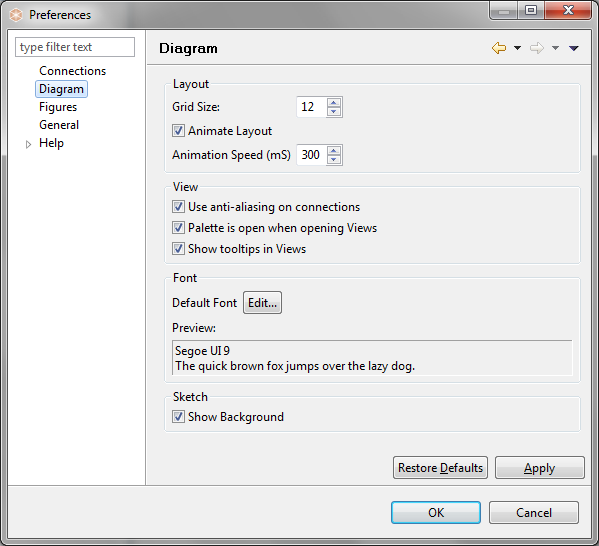 Preferences
type filter text
Connections
Diagram
Figures
General
Help
Diagram
Layout
Grid Size: 12
Animate Layout
Animation Speed (mS) 300
View
Use anti-aliasing on connections
Palette is open when opening Views
Show tooltips in Views
Font
Default Font Edit...
Preview:
Segoe UI 9
The quick brown fox jumps over the lazy dog.
Sketch
Show Background
Restore Defaults Apply
OK Cancel